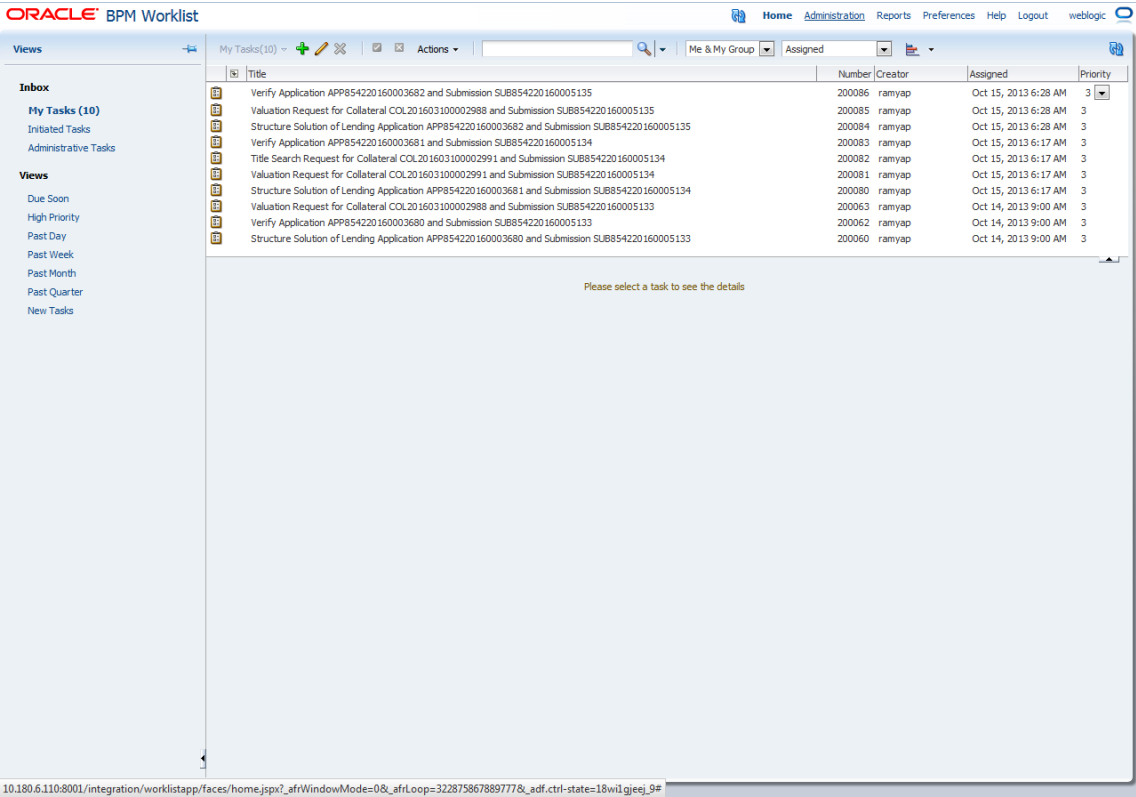 ORACLE BPM Worklist Home Administration Reports Preferences Help Logout weblogic
Views My Tasks(10) Actions Me & My Group Assigned
Title Number Creator Assigned Priority
Inbox
My Tasks (10)
Initiated Tasks
Administrative Tasks
Views
Due Soon
High Priority
Past Day
Past Week
Past Month
Past Quarter
New Tasks
Verify Application APP854220160003682 and Submission SUB854220160005135 200086 ramyap Oct 15, 2013 6:28 AM 3
Valuation Request for Collateral COL201603100002988 and Submission SUB854220160005135 200085 ramyap Oct 15, 2013 6:28 AM 3
Structure Solution of Lending Application APP854220160003682 and Submission SUB854220160005135 200084 ramyap Oct 15, 2013 6:28 AM 3
Verify Application APP854220160003681 and Submission SUB854220160005134 200083 ramyap Oct 15, 2013 6:17 AM 3
Title Search Request for Collateral COL201603100002991 and Submission SUB854220160005134 200082 ramyap Oct 15, 2013 6:17 AM 3
Valuation Request for Collateral COL201603100002991 and Submission SUB854220160005134 200081 ramyap Oct 15, 2013 6:17 AM 3
Structure Solution of Lending Application APP854220160003681 and Submission SUB854220160005134 200080 ramyap Oct 15, 2013 6:17 AM 3
Valuation Request for Collateral COL201603100002988 and Submission SUB854220160005133 200063 ramyap Oct 14, 2013 9:00 AM 3
Verify Application APP854220160003680 and Submission SUB854220160005133 200062 ramyap Oct 14, 2013 9:00 AM 3
Structure Solution of Lending Application APP854220160003680 and Submission SUB854220160005133 200060 ramyap Oct 14, 2013 9:00 AM 3
Please select a task to see the details
10.180.6.110:8001/integration/worklistapp/faces/home.jspx?_afrWindowMode=0&_afrLoop=322875867889777&_adf.ctrl-state=18wi1gjeej_9#